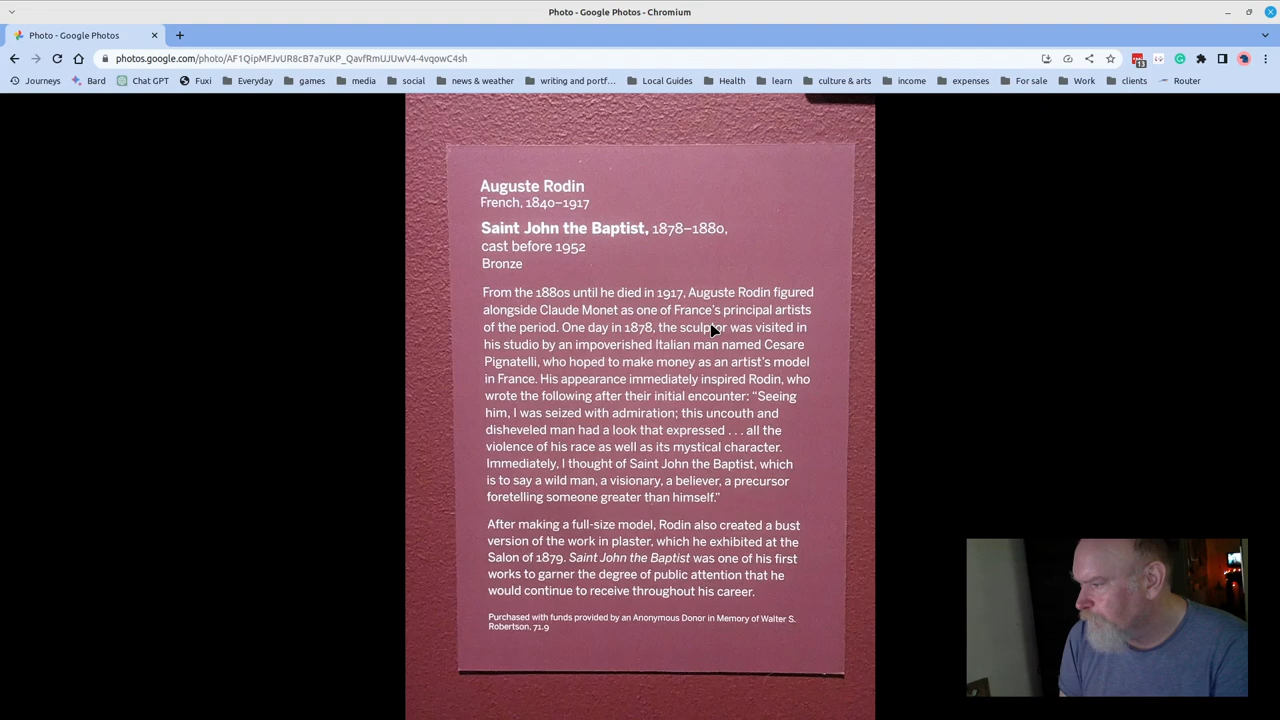 Photo - Google Photos - Chromium
Photo - Google Photos
photos.google.com/photo/AF1QipMFJvUR8cB7a7uKP_QavfRmUJUwV4-4vqowC4sh
13
Journeys Bard Chat GPT Fuxi Everyday games media social news & weather writing and portf... Local Guides Health learn culture & arts income expenses For sale Work clients Router
Auguste Rodin
French, 1840–1917
Saint John the Baptist, 1878–1880,
cast before 1952
Bronze
From the 1880s until he died in 1917, Auguste Rodin figured
alongside Claude Monet as one of France's principal artists
of the period. One day in 1878, the sculptor was visited in
his studio by an impoverished Italian man named Cesare
Pignatelli, who hoped to make money as an artist's model
in France. His appearance immediately inspired Rodin, who
wrote the following after their initial encounter: “Seeing
him, I was seized with admiration; this uncouth and
disheveled man had a look that expressed . . . all the
violence of his race as well as its mystical character.
Immediately, I thought of Saint John the Baptist, which
is to say a wild man, a visionary, a believer, a precursor
foretelling someone greater than himself.”
After making a full-size model, Rodin also created a bust
version of the work in plaster, which he exhibited at the
Salon of 1879. Saint John the Baptist was one of his first
works to garner the degree of public attention that he
would continue to receive throughout his career.
Purchased with funds provided by an Anonymous Donor in Memory of Walter S.
Robertson, 71.9